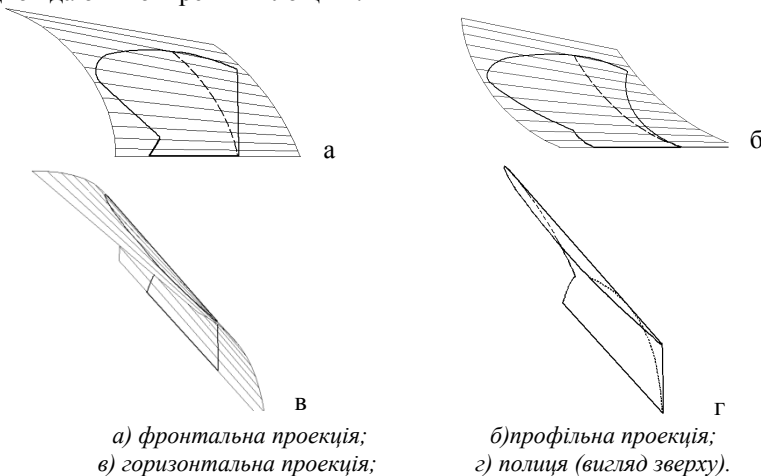 а
б
в
г
а) фронтальна проекція;
б)профільна проекція;
в) горизонтальна проекція;
г) полиця (вигляд зверху).